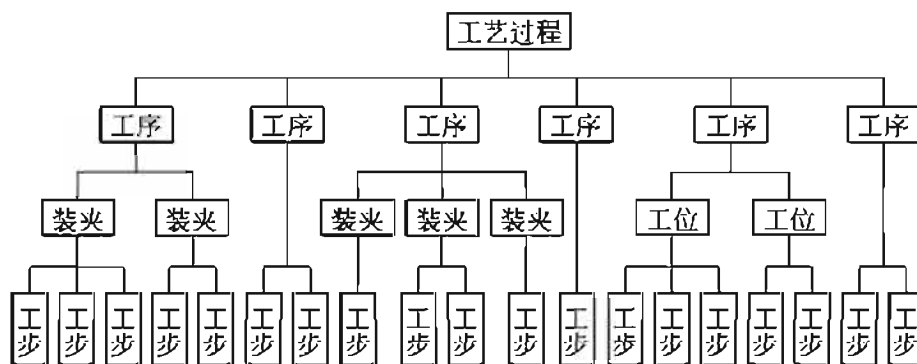 工艺过程
工序 工序 工序 工序 工序 工序
装夹 装夹 装夹 装夹 装夹 工位 工位
工步 工步 工步 工步 工步 工步 工步 工步 工步 工步 工步 工步 工步 工步 工步 工步 工步 工步 工步